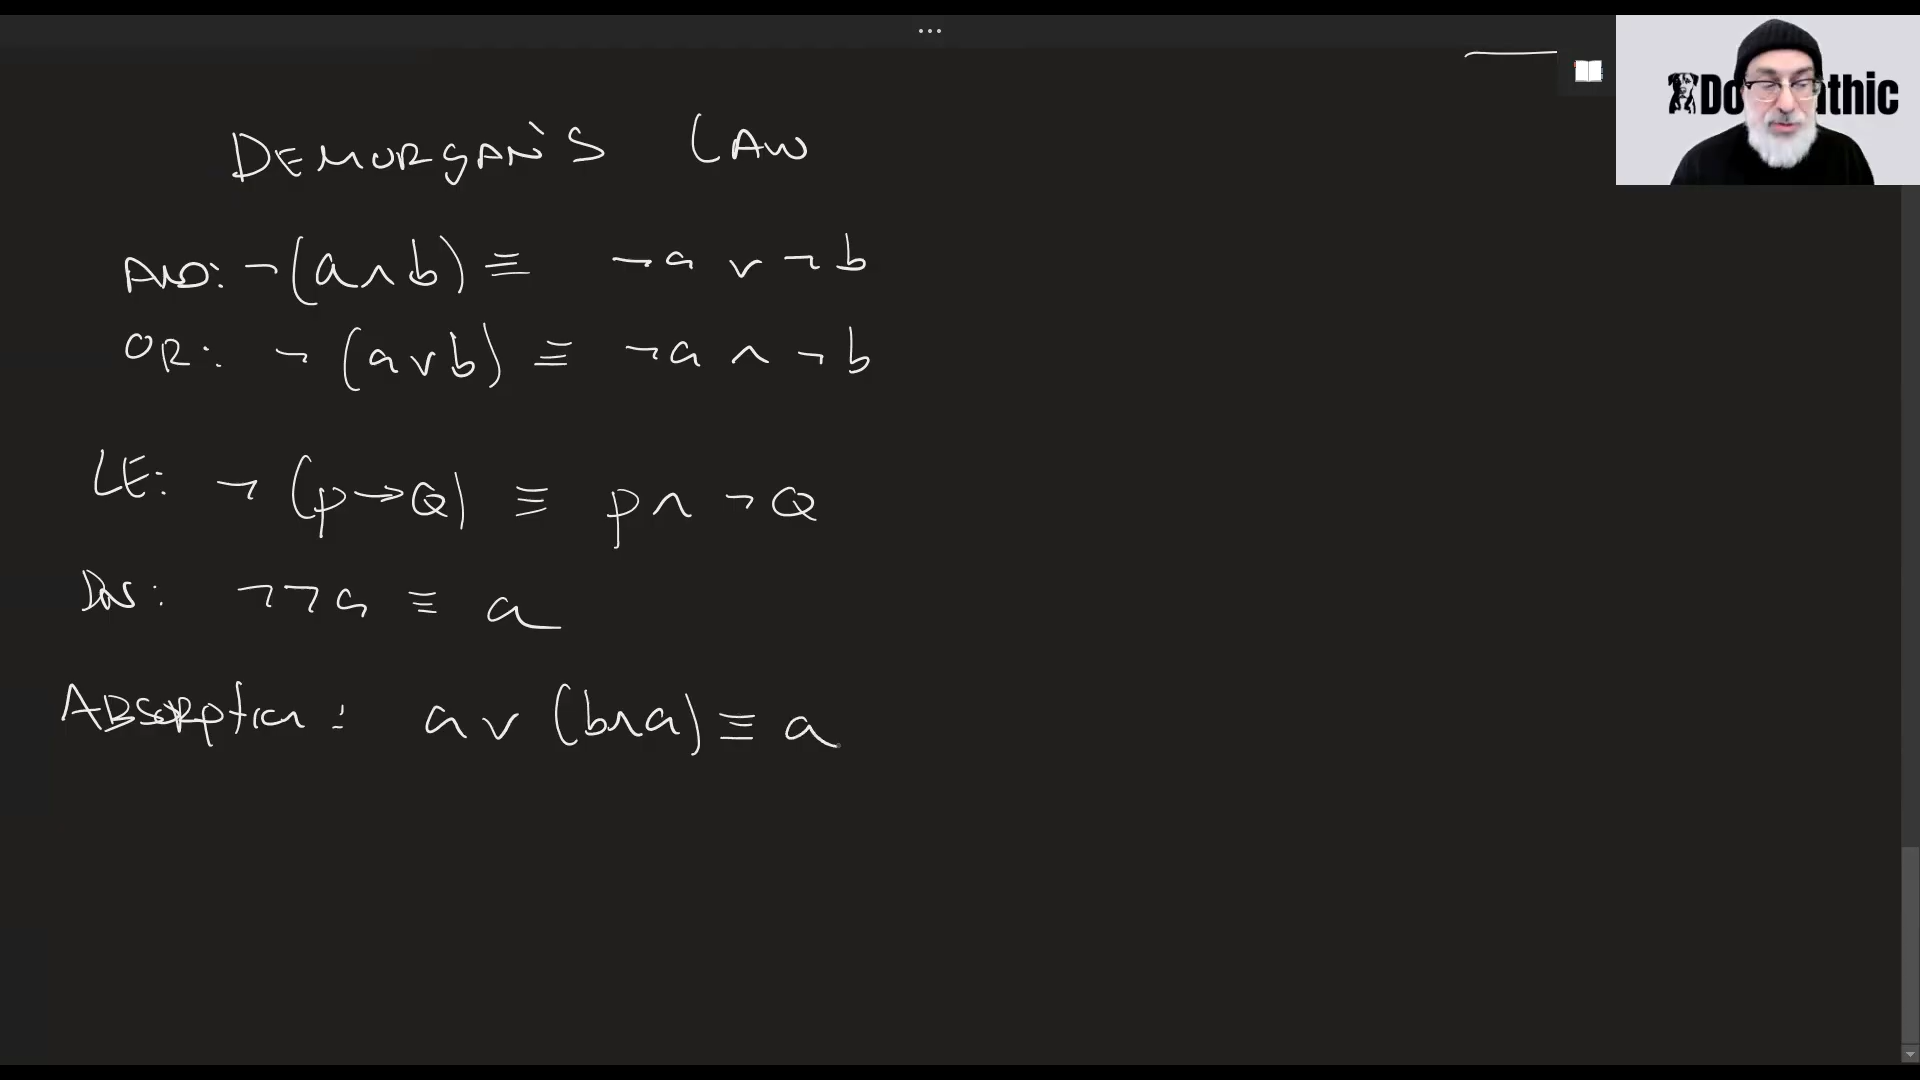 DEMORGAN'S LAW
AND: ¬(a∧b) ≡ ¬a ∨ ¬b
OR: ¬(a∨b) ≡ ¬a ∧ ¬b
LE: ¬(p→Q) ≡ p∧ ¬Q
DN: ¬¬a ≡ a
ABSORPtion: a∨(b∧a) ≡ a